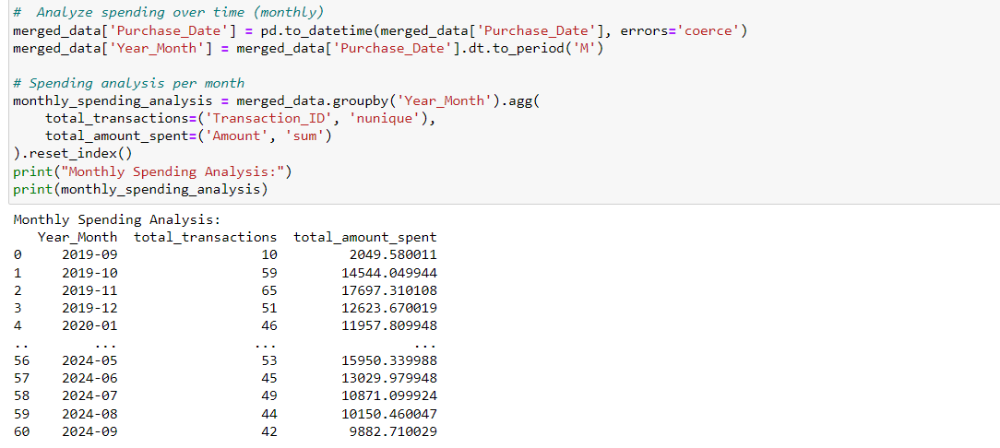 #  Analyze spending over time (monthly)
merged_data['Purchase_Date'] = pd.to_datetime(merged_data['Purchase_Date'], errors='coerce')
merged_data['Year_Month'] = merged_data['Purchase_Date'].dt.to_period('M')

# Spending analysis per month
monthly_spending_analysis = merged_data.groupby('Year_Month').agg(
    total_transactions=('Transaction_ID', 'nunique'),
    total_amount_spent=('Amount', 'sum')
).reset_index()
print("Monthly Spending Analysis:")
print(monthly_spending_analysis)
Monthly Spending Analysis:
   Year_Month  total_transactions  total_amount_spent
0     2019-09                  10         2049.580011
1     2019-10                  59        14544.049944
2     2019-11                  65        17697.310108
3     2019-12                  51        12623.670019
4     2020-01                  46        11957.809948
..        ...                 ...                 ...
56    2024-05                  53        15950.339988
57    2024-06                  45        13029.979948
58    2024-07                  49        10871.099924
59    2024-08                  44        10150.460047
60    2024-09                  42         9882.710029